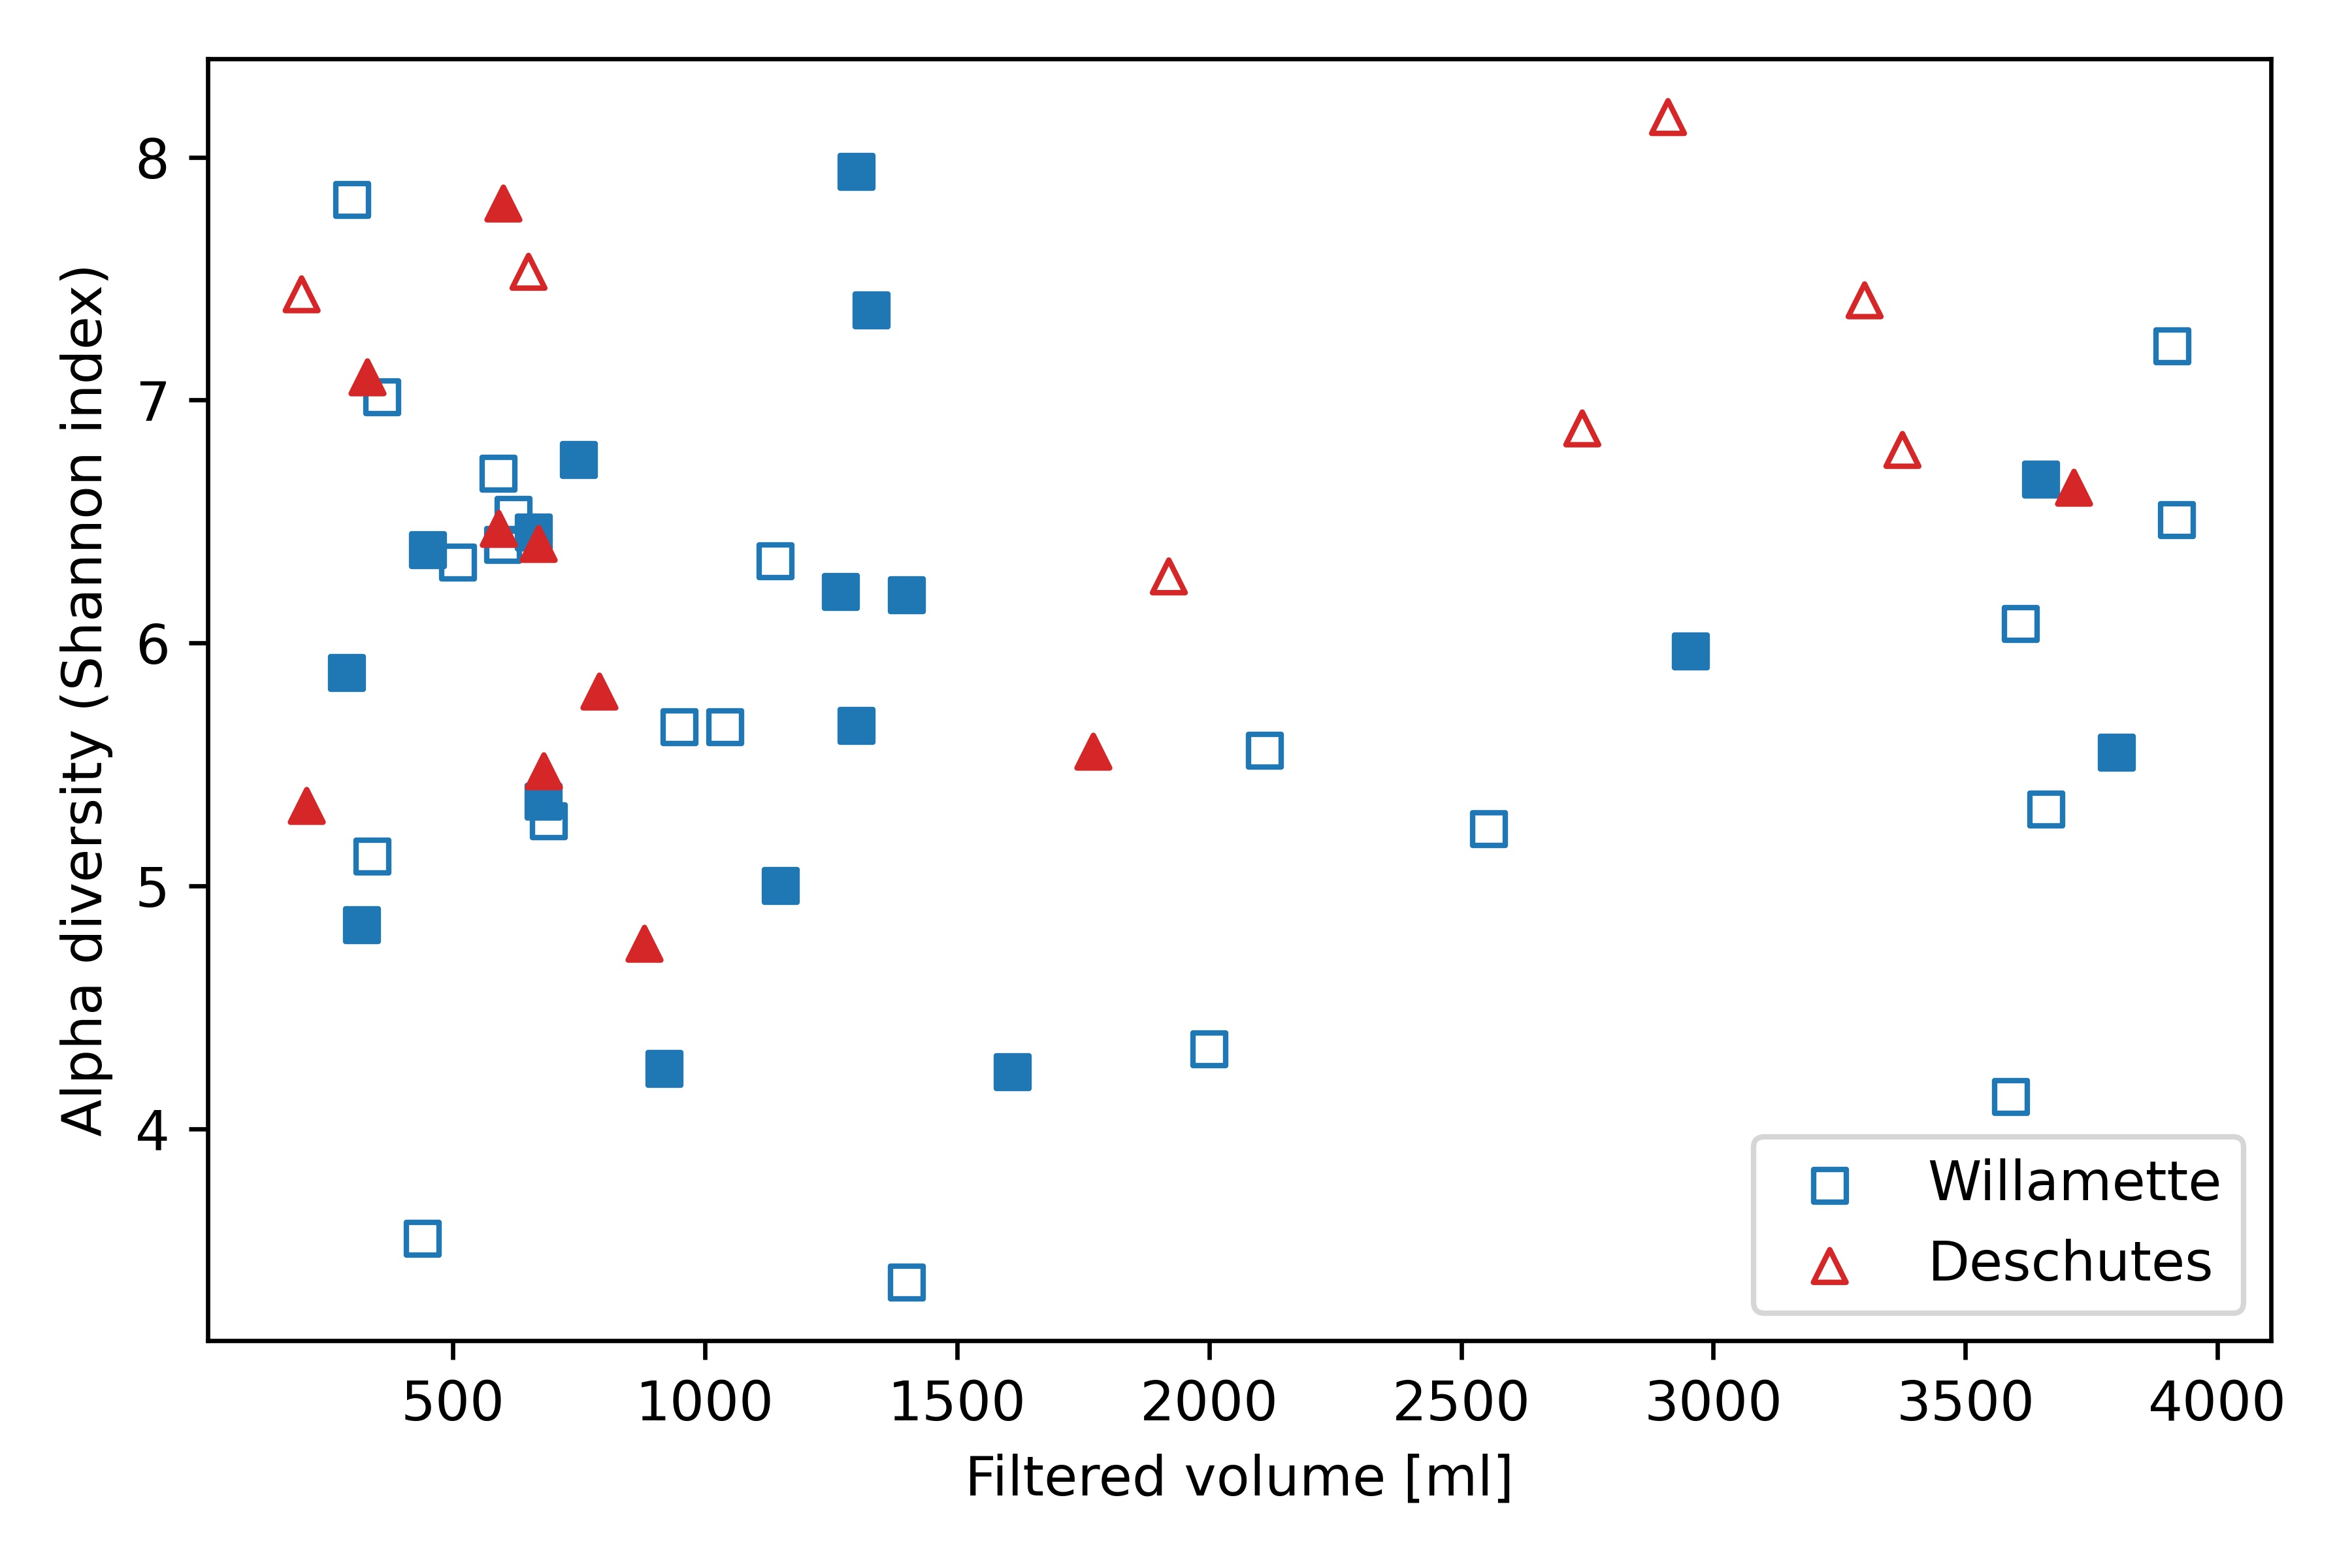 8
7
6
5
4
Alpha diversity (Shannon index)
500 1000 1500 2000 2500 3000 3500 4000
Filtered volume [ml]
Willamette
Deschutes